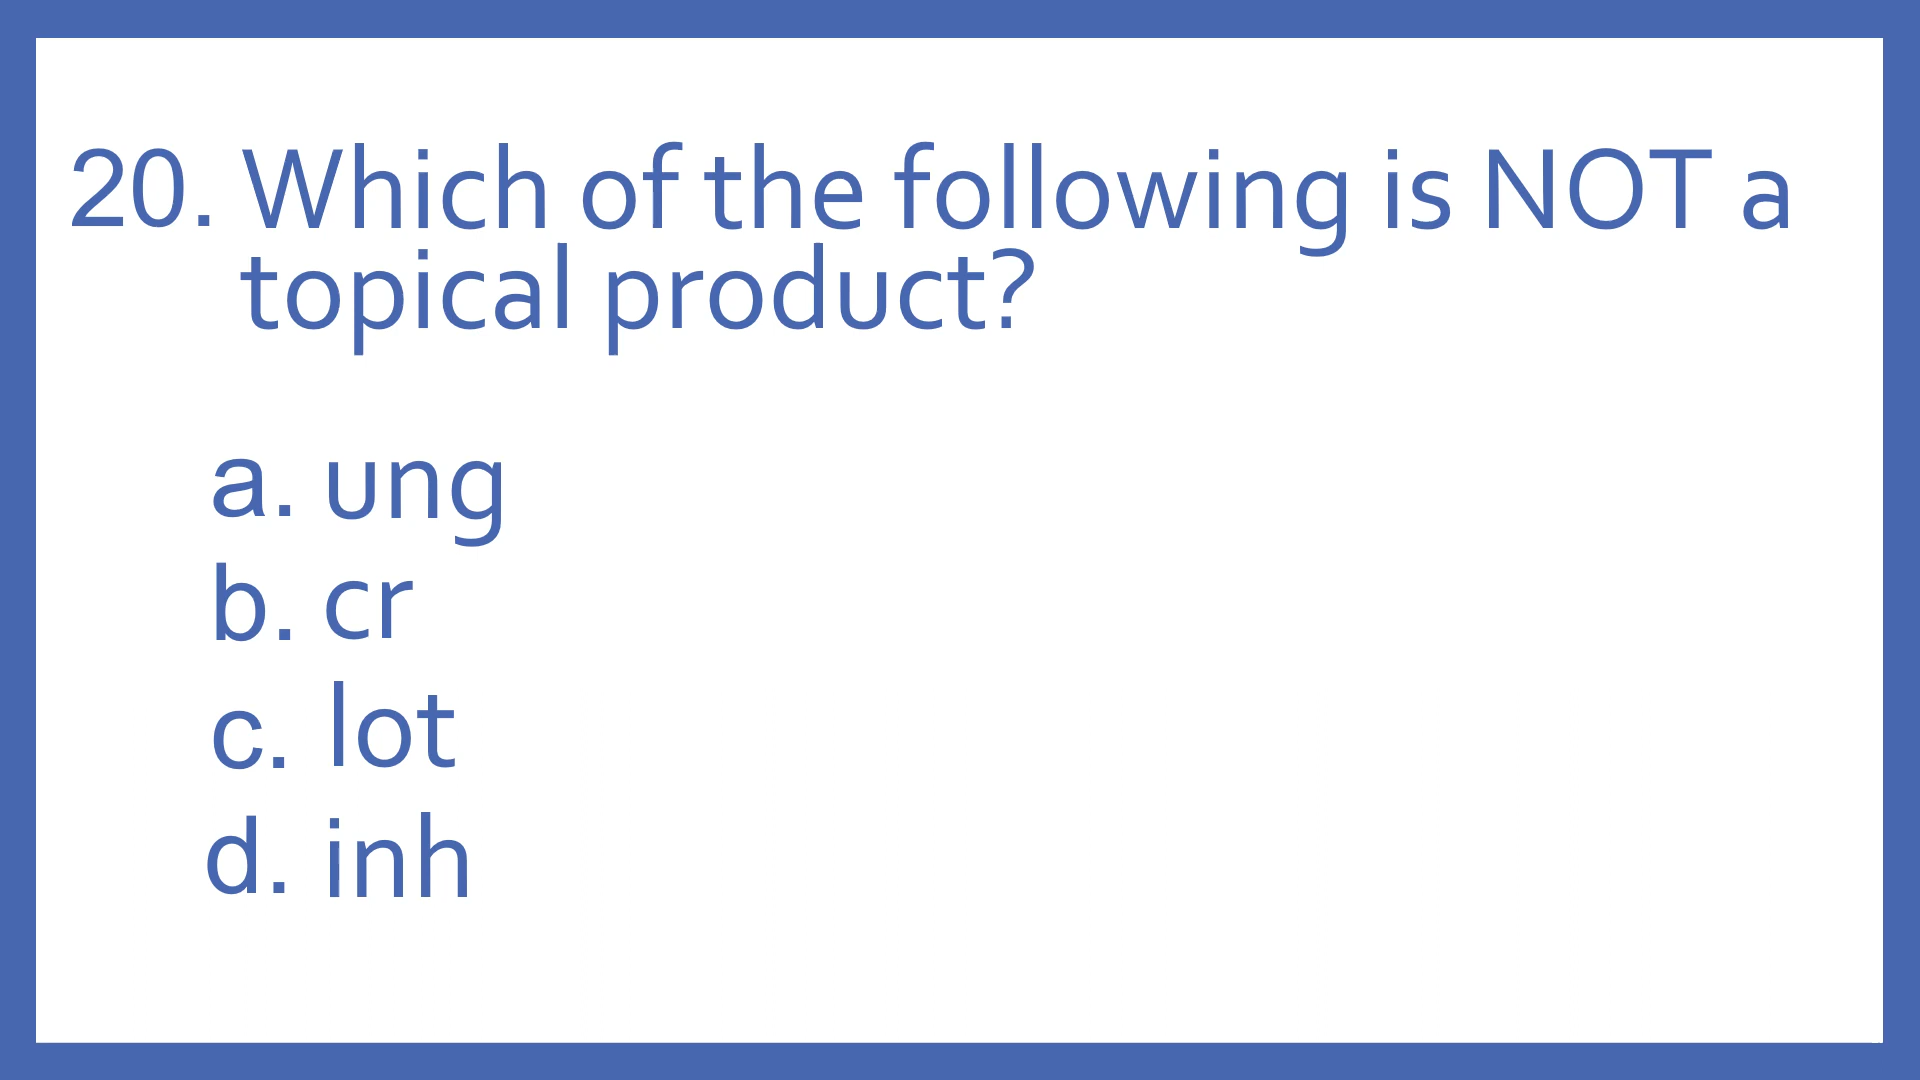 20. Which of the following is NOT a
topical product?
a. ung
b. cr
c. lot
d. inh